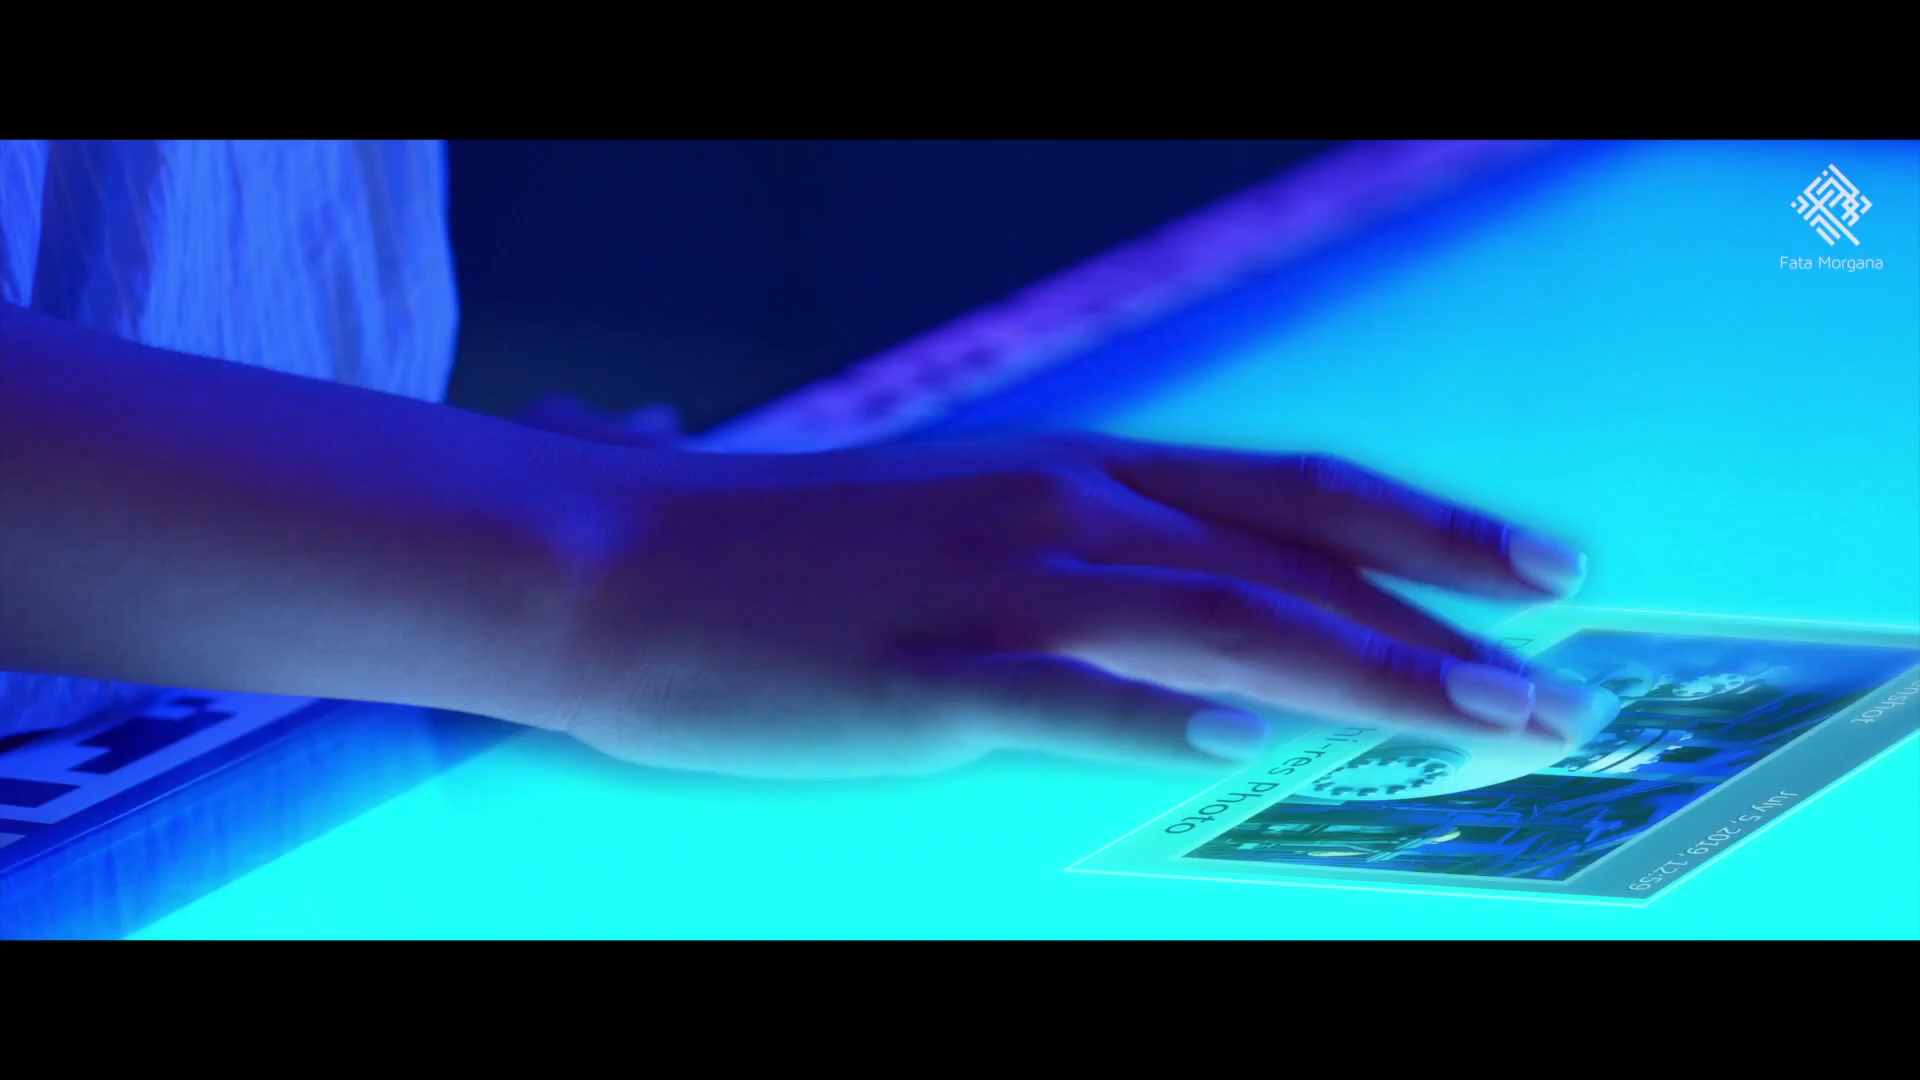 Fata Morgana
hi-res Photo
July 5, 2019, 12:59